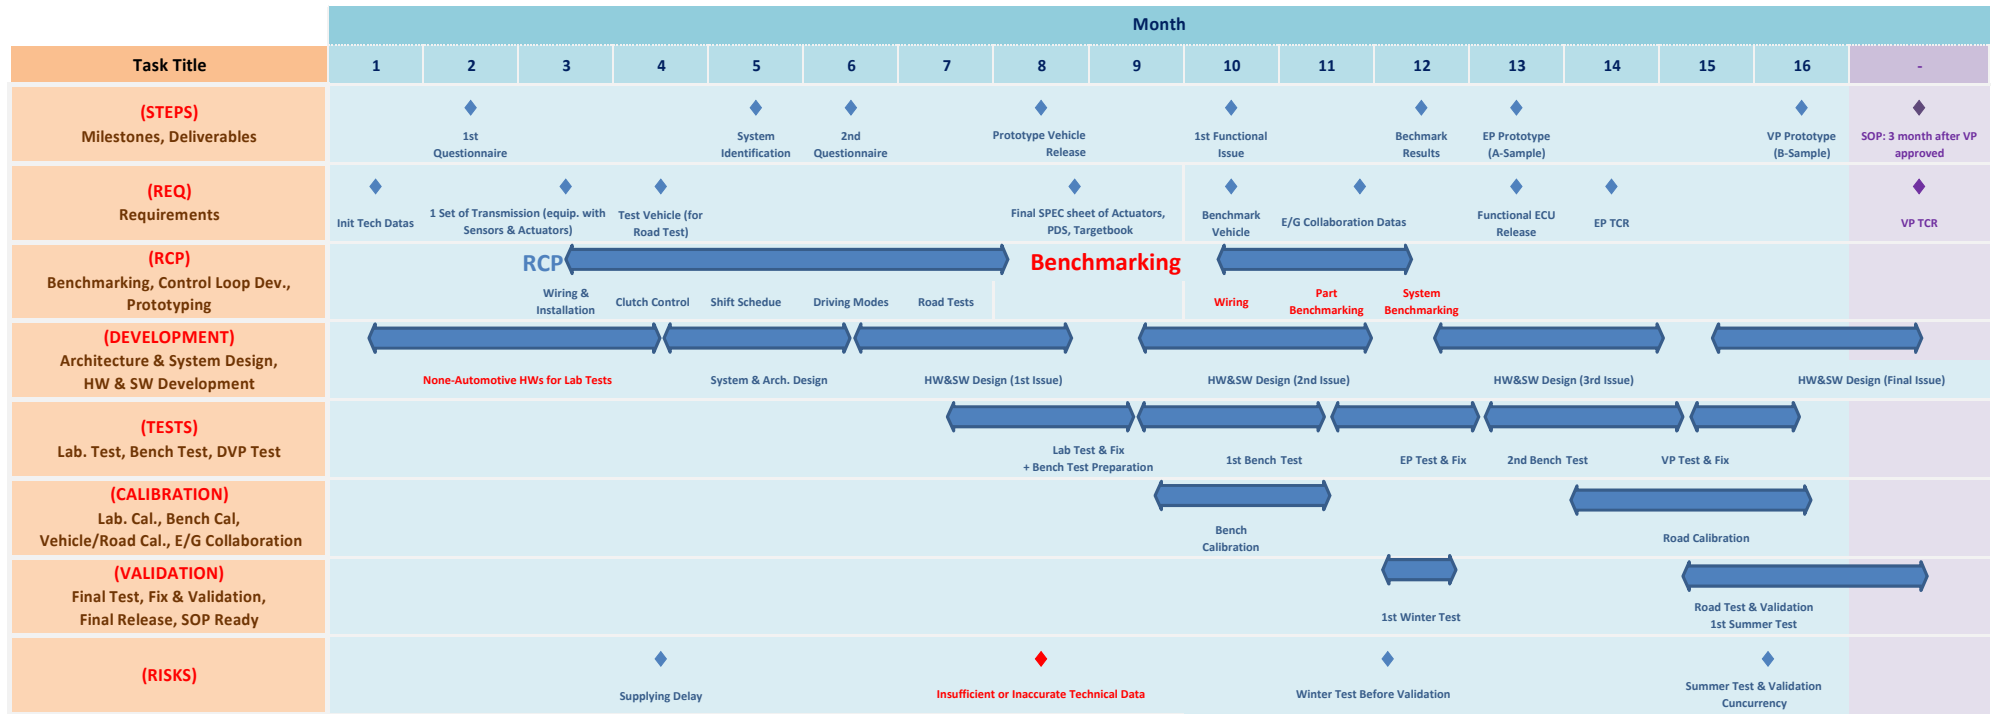 Month
Task Title
1
2
3
4
5
6
7
8
9
10
11
12
13
14
15
16
-
(STEPS)
Milestones, Deliverables
1st
Questionnaire
System
Identification
2nd
Questionnaire
Prototype Vehicle
Release
1st Functional
Issue
Bechmark
Results
EP Prototype
(A-Sample)
VP Prototype
(B-Sample)
SOP: 3 month after VP
approved
(REQ)
Requirements
Init Tech Datas
1 Set of Transmission (equip. with
Sensors & Actuators)
Test Vehicle (for
Road Test)
Final SPEC sheet of Actuators,
PDS, Targetbook
Benchmark
Vehicle
E/G Collaboration Datas
Functional ECU
Release
EP TCR
VP TCR
(RCP)
Benchmarking, Control Loop Dev.,
Prototyping
RCP
Benchmarking
Wiring &
Installation
Clutch Control
Shift Schedue
Driving Modes
Road Tests
Wiring
Part
Benchmarking
System
Benchmarking
(DEVELOPMENT)
Architecture & System Design,
HW & SW Development
None-Automotive HWs for Lab Tests
System & Arch. Design
HW&SW Design (1st Issue)
HW&SW Design (2nd Issue)
HW&SW Design (3rd Issue)
HW&SW Design (Final Issue)
(TESTS)
Lab. Test, Bench Test, DVP Test
Lab Test & Fix
+ Bench Test Preparation
1st Bench Test
EP Test & Fix
2nd Bench Test
VP Test & Fix
(CALIBRATION)
Lab. Cal., Bench Cal,
Vehicle/Road Cal., E/G Collaboration
Bench
Calibration
Road Calibration
(VALIDATION)
Final Test, Fix & Validation,
Final Release, SOP Ready
1st Winter Test
Road Test & Validation
1st Summer Test
(RISKS)
Supplying Delay
Insufficient or Inaccurate Technical Data
Winter Test Before Validation
Summer Test & Validation
Cuncurrency